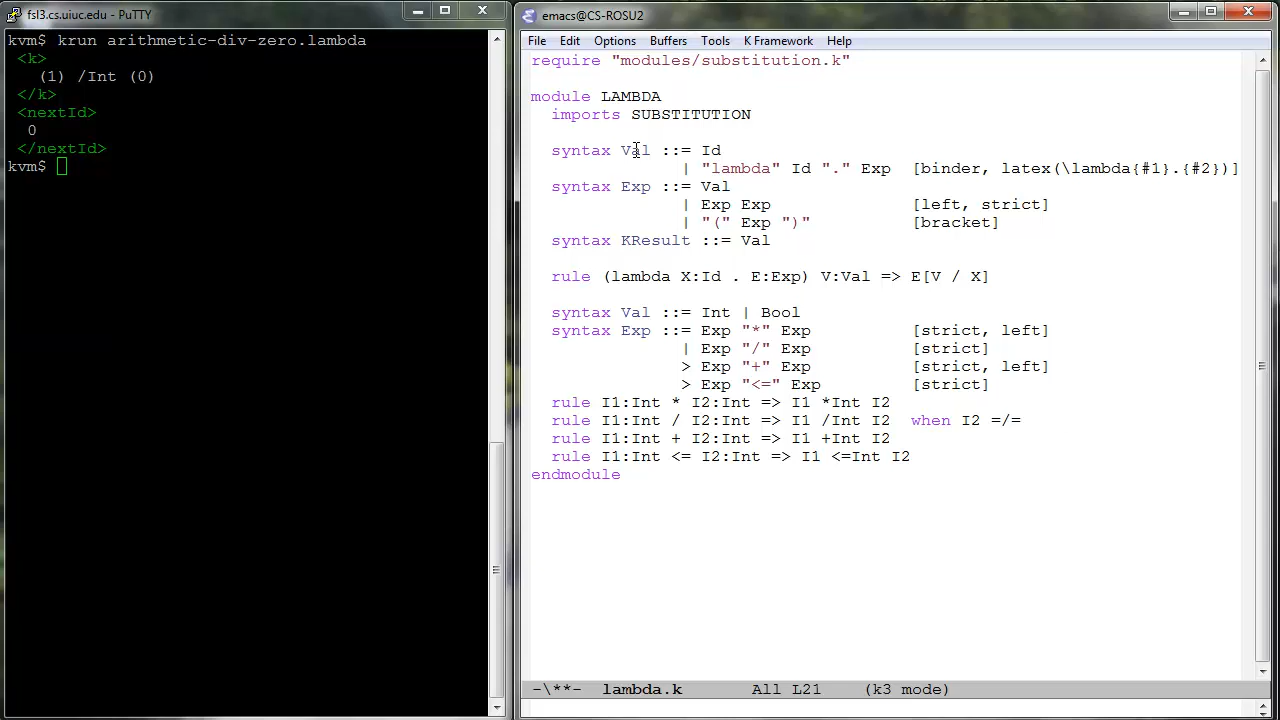 fsl3.cs.uiuc.edu - PuTTY
kvm$ krun arithmetic-div-zero.lambda
<k>
(1) /Int (0)
</k>
<nextId>
0
</nextId>
kvm$
emacs@CS-ROSU2
File Edit Options Buffers Tools K Framework Help
require "modules/substitution.k"
module LAMBDA
imports SUBSTITUTION
syntax Val ::= Id
| "lambda" Id "." Exp [binder, latex(\lambda{#1}.{#2})]
syntax Exp ::= Val
| Exp Exp [left, strict]
| "(" Exp ")" [bracket]
syntax KResult ::= Val
rule (lambda X:Id . E:Exp) V:Val => E[V / X]
syntax Val ::= Int | Bool
syntax Exp ::= Exp "*" Exp [strict, left]
| Exp "/" Exp [strict]
> Exp "+" Exp [strict, left]
> Exp "<=" Exp [strict]
rule I1:Int * I2:Int => I1 *Int I2
rule I1:Int / I2:Int => I1 /Int I2 when I2 =/=
rule I1:Int + I2:Int => I1 +Int I2
rule I1:Int <= I2:Int => I1 <=Int I2
endmodule
-\**- lambda.k All L21 (k3 mode)